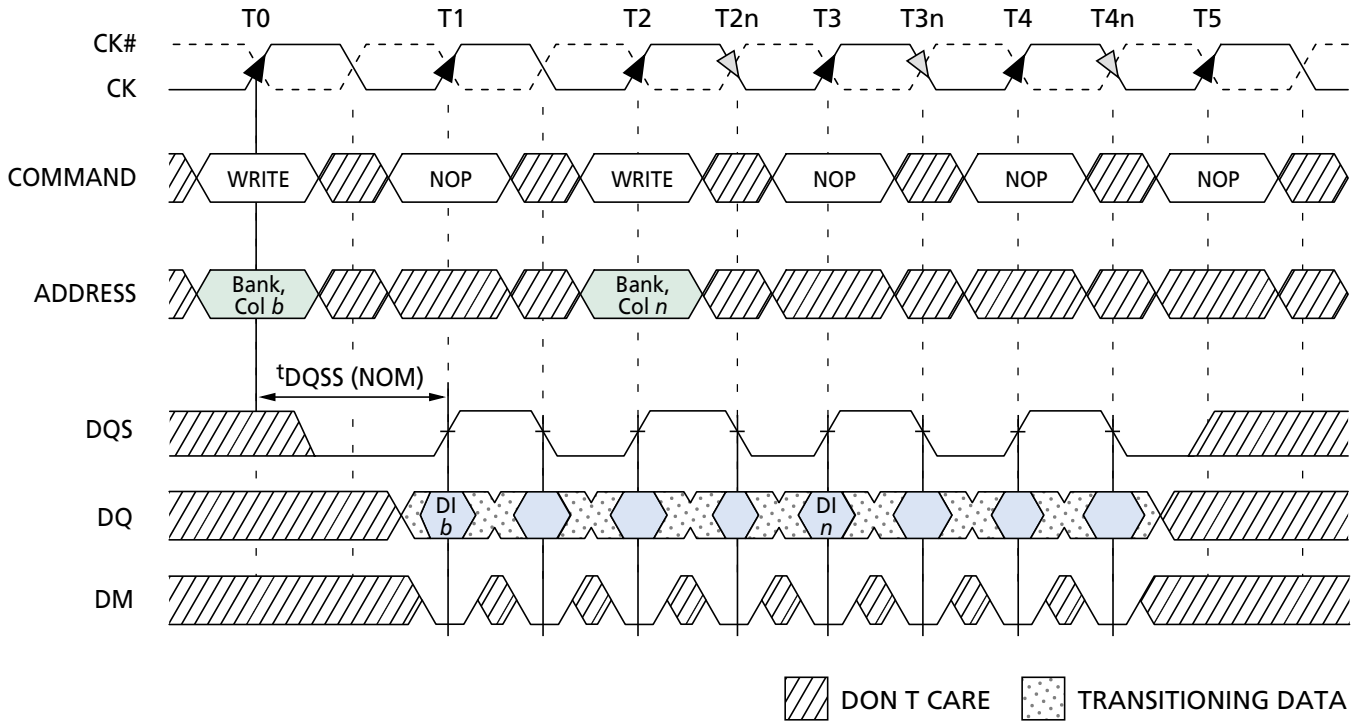 T0 T1 T2 T2n T3 T3n T4 T4n T5
CK#
CK
COMMAND WRITE NOP WRITE NOP NOP NOP
ADDRESS Bank, Col b Bank, Col n
tDQSS (NOM)
DQS
DQ DI b DI n
DM
DON T CARE TRANSITIONING DATA